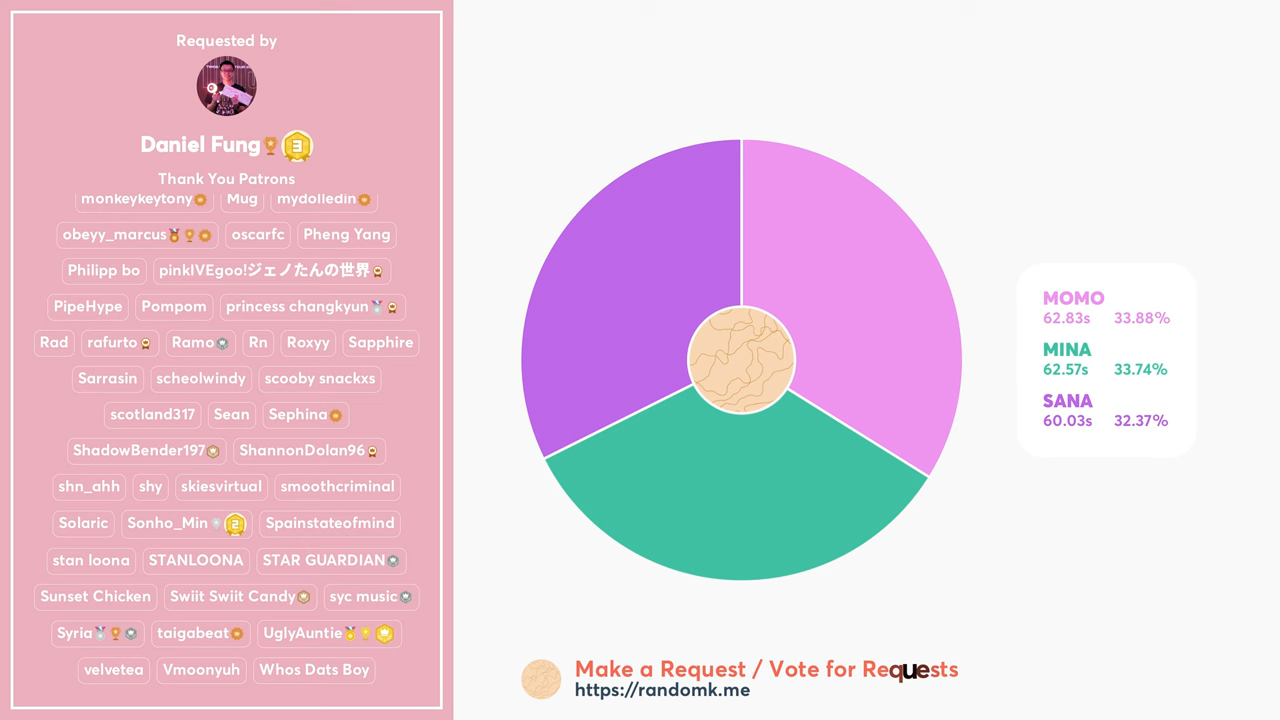 Requested by
Daniel Fung 3
Thank You Patrons
monkeykeytony Mug mydolledin
obeyy_marcus oscarfc Pheng Yang
Philipp bo pinkIVEgoo!ジェノたんの世界
PipeHype Pompom princess changkyun
Rad rafurto Ramo Rn Roxyy Sapphire
Sarrasin scheolwindy scooby snackxs
scotland317 Sean Sephina
ShadowBender197 ShannonDolan96
shn_ahh shy skiesvirtual smoothcriminal
Solaric Sonho_Min 2 Spainstateofmind
stan loona STANLOONA STAR GUARDIAN
Sunset Chicken Swiit Swiit Candy syc music
Syria taigabeat UglyAuntie
velvetea Vmoonyuh Whos Dats Boy
MOMO
62.83s 33.88%
MINA
62.57s 33.74%
SANA
60.03s 32.37%
Make a Request / Vote for Requests
https://randomk.me